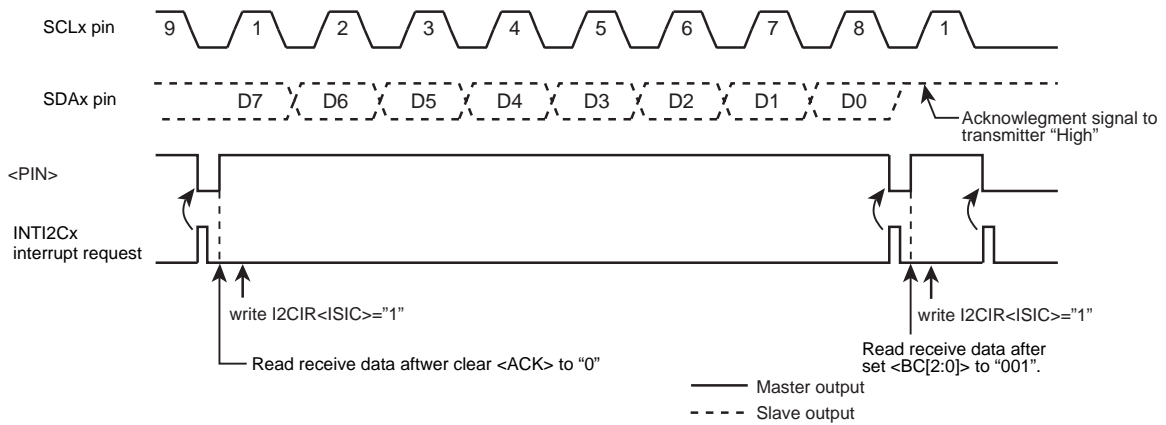 SCLx pin
9 1 2 3 4 5 6 7 8 1
SDAx pin
D7 D6 D5 D4 D3 D2 D1 D0
Acknowlegment signal to
transmitter “High”
<PIN>
INTI2Cx
interrupt request
write I2CIR<ISIC>=”1”
write I2CIR<ISIC>=”1”
Read receive data aftwer clear <ACK> to “0”
Read receive data after
set <BC[2:0]> to “001”.
Master output
Slave output